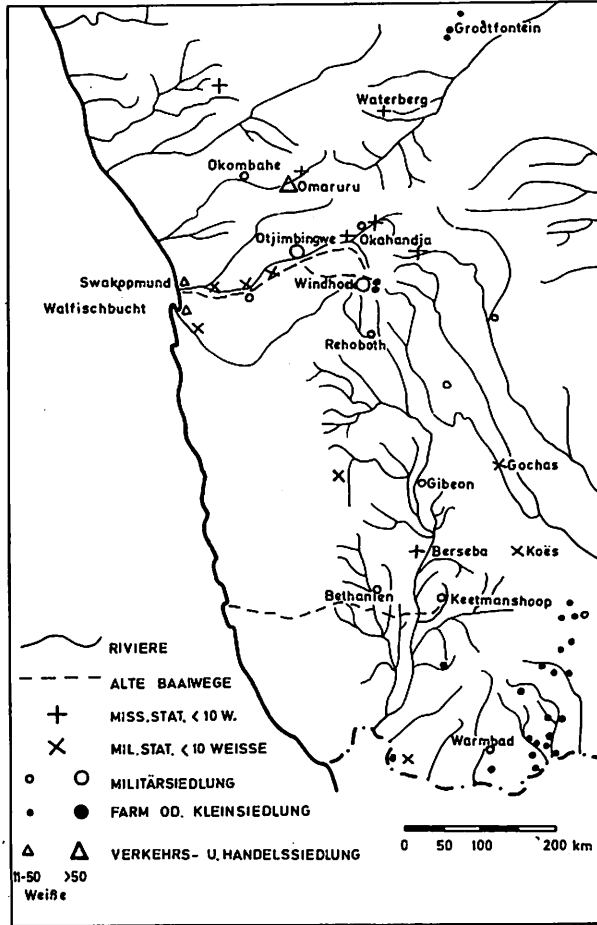 Grootfontein
Waterberg
Okombahe
Omaruru
Otjimbingwe
Okahandja
Swakopmund
Windhoek
Walfischbucht
Rehoboth
Gochas
Gibeon
Berseba
Koës
Bethanien
Keetmanshoop
Warmbad
RIVIERE
ALTE BAAIWEGE
MISS.STAT. < 10 W.
MIL.STAT. < 10 WEISSE
MILITÄRSIEDLUNG
FARM OD. KLEINSIEDLUNG
VERKEHRS- U. HANDELSSIEDLUNG
11-50 >50
Weiße
0 50 100 200 km